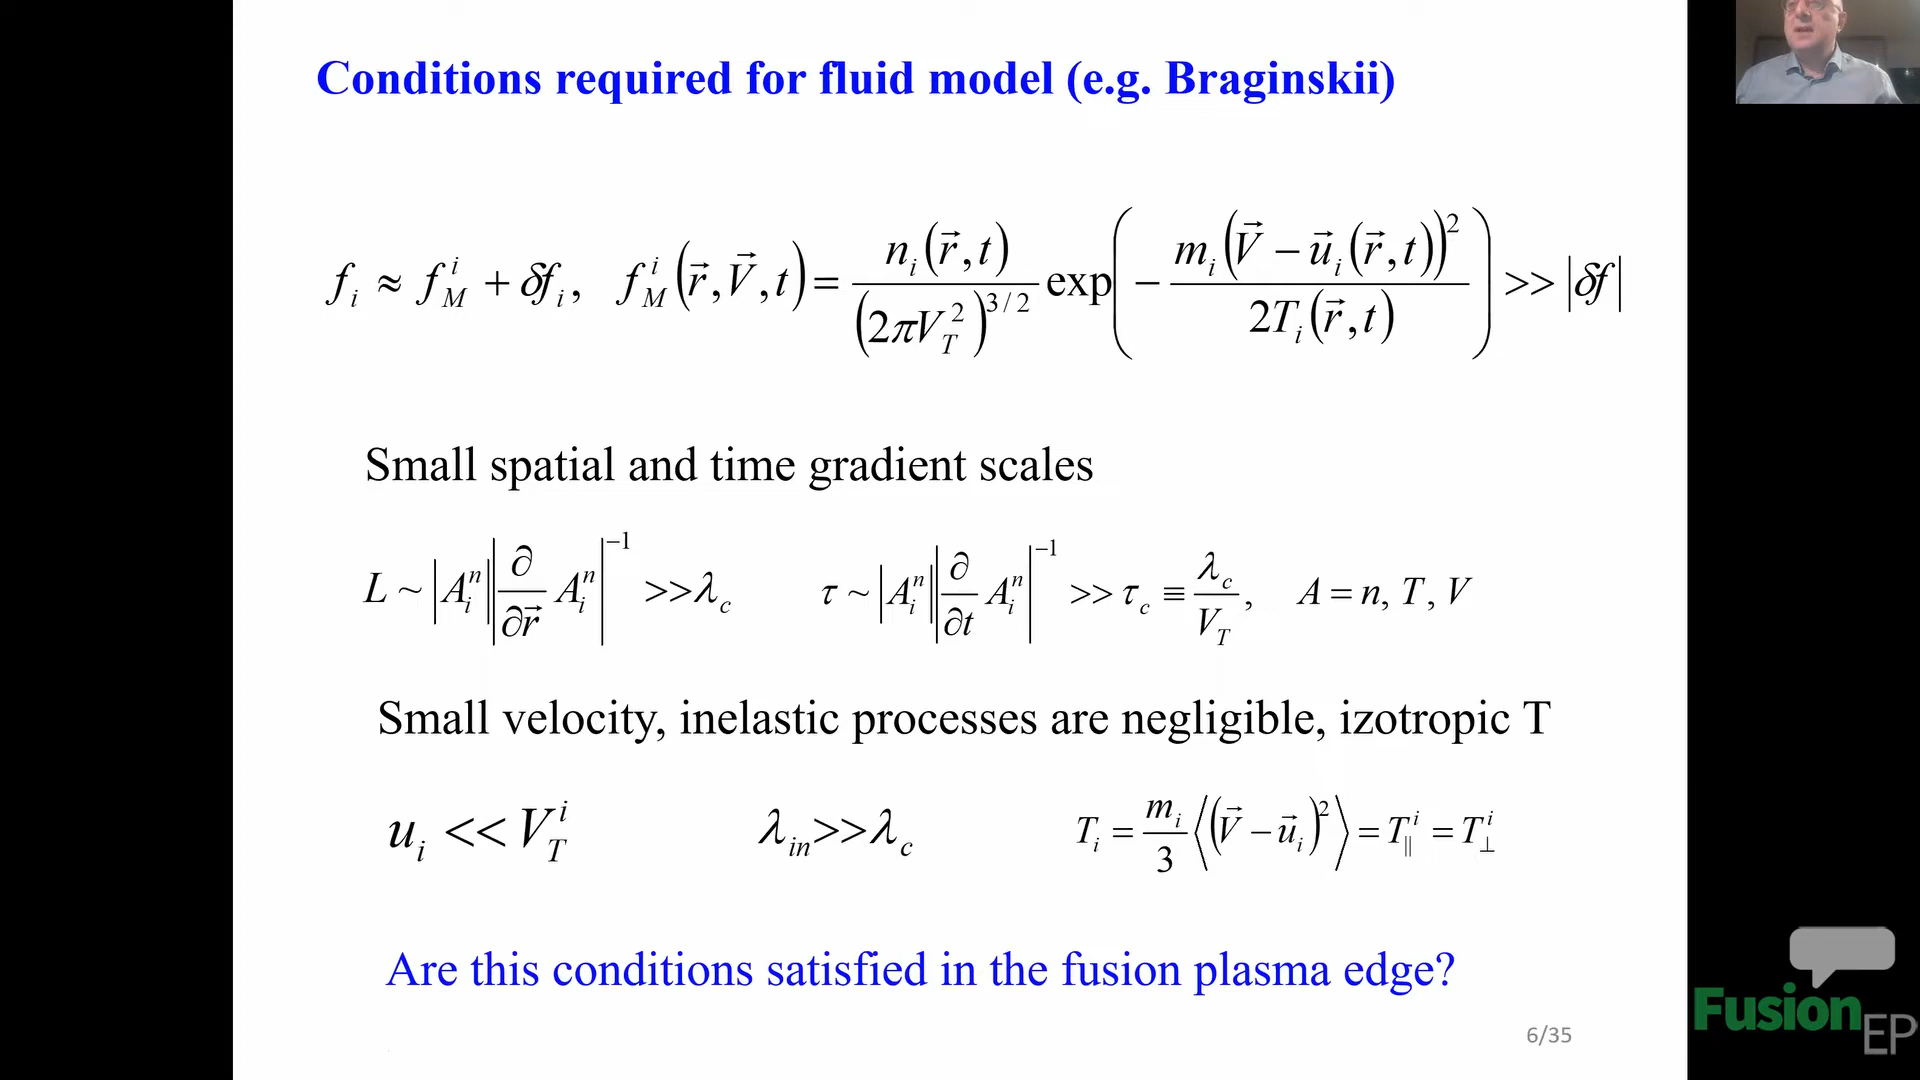 Conditions required for fluid model (e.g. Braginskii)
f_i ≈ f_M^i + δf_i, f_M^i(r⃗, V⃗, t) = n_i(r⃗, t) / (2πV_T^2)^{3/2} exp(− m_i(V⃗ − u⃗_i(r⃗, t))^2 / 2T_i(r⃗, t)) >> |δf|
Small spatial and time gradient scales
L ~ |A_i^n| |∂/∂r⃗ A_i^n|^{−1} >> λ_c τ ~ |A_i^n| |∂/∂t A_i^n|^{−1} >> τ_c ≡ λ_c / V_T, A = n, T, V
Small velocity, inelastic processes are negligible, izotropic T
u_i << V_T^i λ_in >> λ_c T_i = m_i/3 ⟨(V⃗ − u⃗_i)^2⟩ = T_∥^i = T_⊥^i
Are this conditions satisfied in the fusion plasma edge?
6/35
Fusion
EP